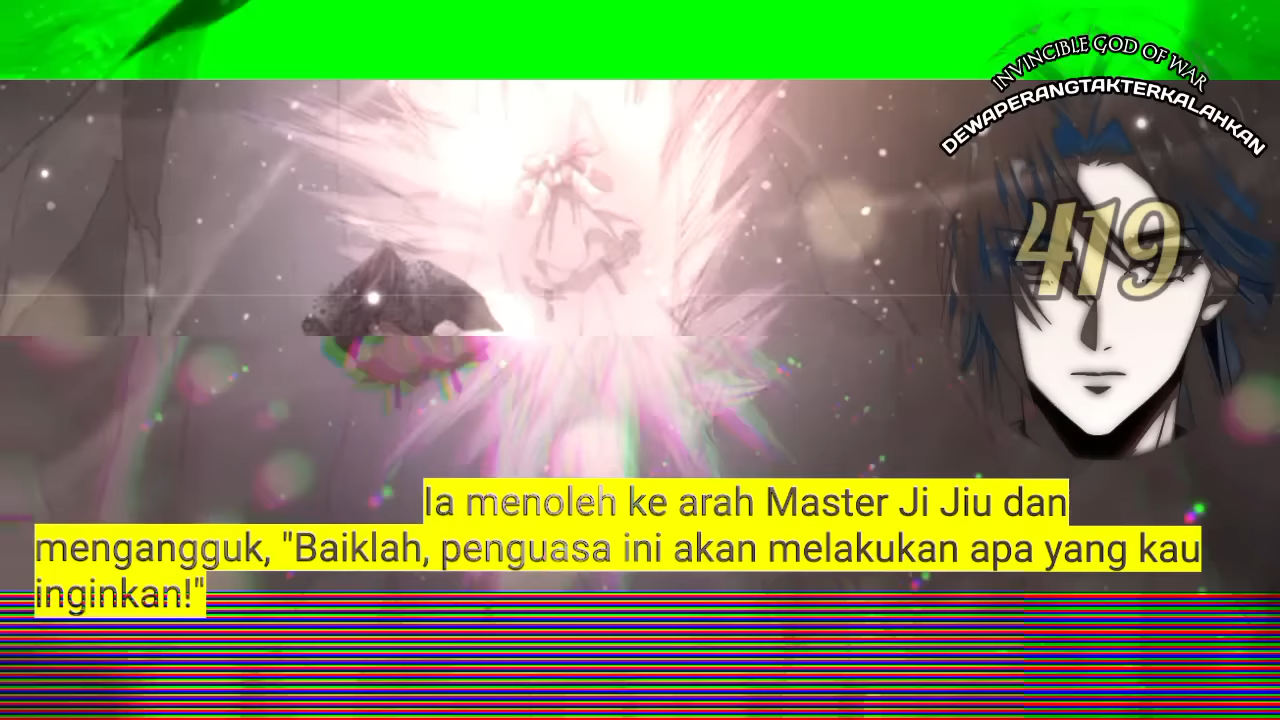 INVINCIBLE GOD OF WAR
DEWAPERANGTAKTERKALAHKAN
419
Ia menoleh ke arah Master Ji Jiu dan
mengangguk, "Baiklah, penguasa ini akan melakukan apa yang kau
inginkan!"